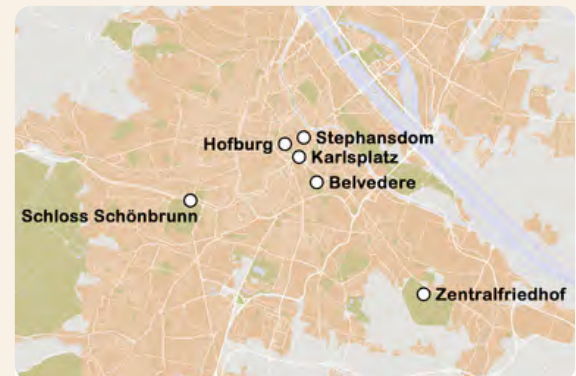 Stephansdom
Hofburg
Karlsplatz
Belvedere
Schloss Schönbrunn
Zentralfriedhof